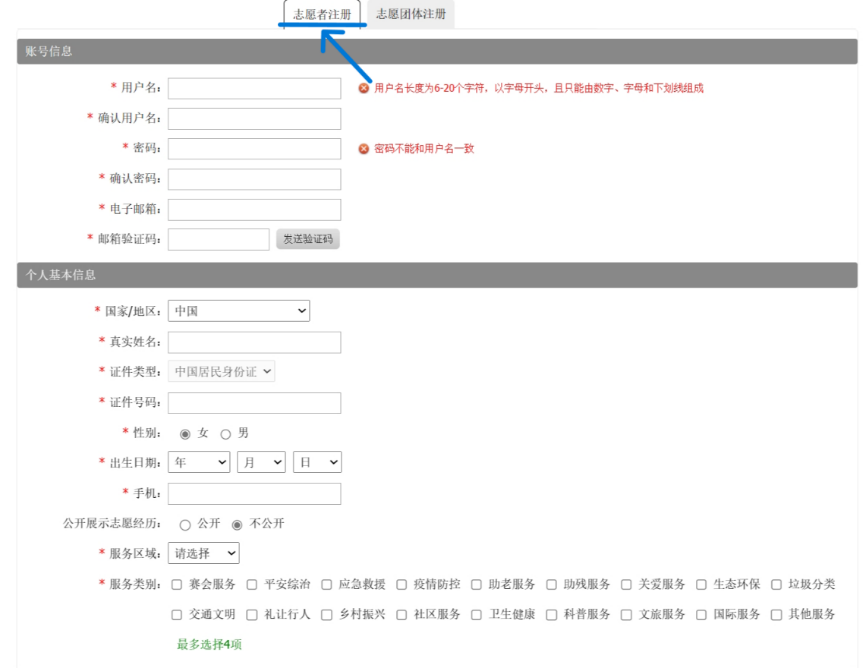 志愿者注册 志愿团体注册
账号信息
* 用户名： 用户名长度为6-20个字符，以字母开头，且只能由数字、字母和下划线组成
* 确认用户名：
* 密码： 密码不能和用户名一致
* 确认密码：
* 电子邮箱：
* 邮箱验证码： 发送验证码
个人基本信息
* 国家/地区： 中国
* 真实姓名：
* 证件类型： 中国居民身份证
* 证件号码：
* 性别： 女 男
* 出生日期： 年 月 日
* 手机：
公开展示志愿经历： 公开 不公开
* 服务区域： 请选择
* 服务类别： 赛会服务 平安综治 应急救援 疫情防控 助老服务 助残服务 关爱服务 生态环保 垃圾分类
交通文明 礼让行人 乡村振兴 社区服务 卫生健康 科普服务 文旅服务 国际服务 其他服务
最多选择4项